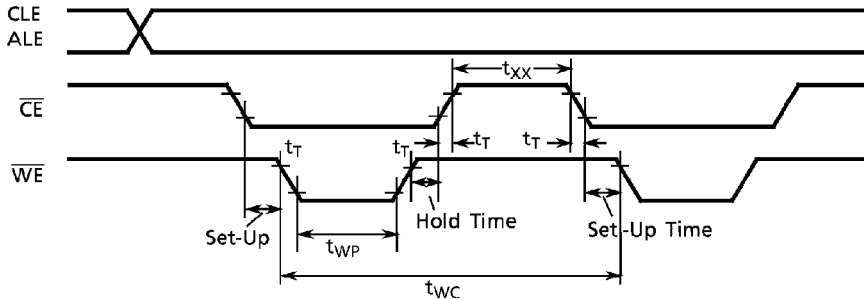 CLE
ALE
tXX
CE
tT tT tT tT
WE
Hold Time
Set-Up Set-Up Time
tWP
tWC